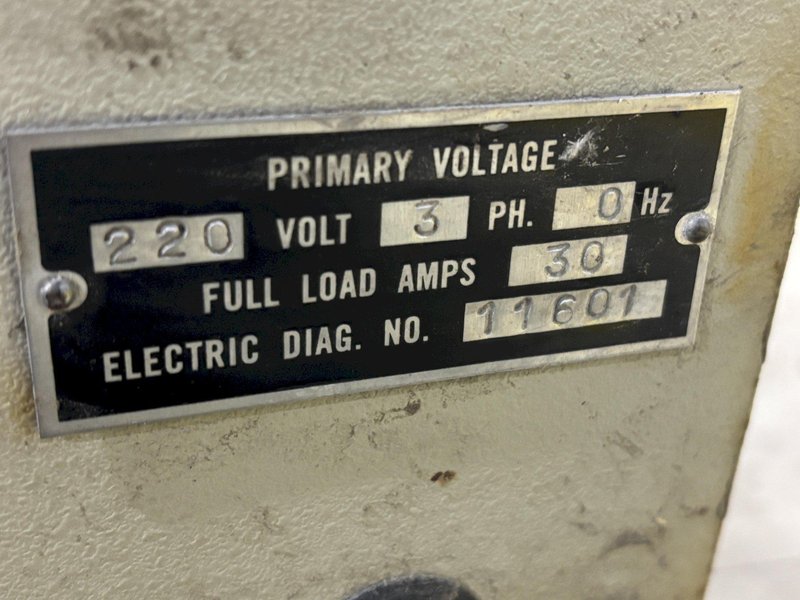 PRIMARY VOLTAGE
220 VOLT 3 PH. 0 Hz
FULL LOAD AMPS 30
ELECTRIC DIAG. NO. 11601